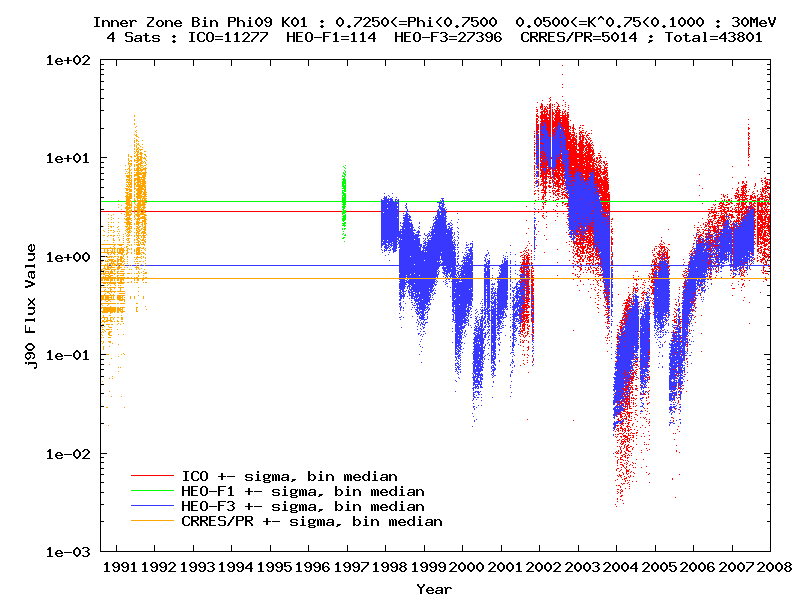 Inner Zone Bin Phi09 K01 : 0.7250<=Phi<0.7500  0.0500<=K^0.75<0.1000 : 30MeV
4 Sats : ICO=11277  HEO-F1=114  HEO-F3=27396  CRRES/PR=5014 ; Total=43801
1e+02
1e+01
1e+00
1e-01
1e-02
1e-03
j90 Flux Value
ICO +- sigma, bin median
HEO-F1 +- sigma, bin median
HEO-F3 +- sigma, bin median
CRRES/PR +- sigma, bin median
1991 1992 1993 1994 1995 1996 1997 1998 1999 2000 2001 2002 2003 2004 2005 2006 2007 2008
Year